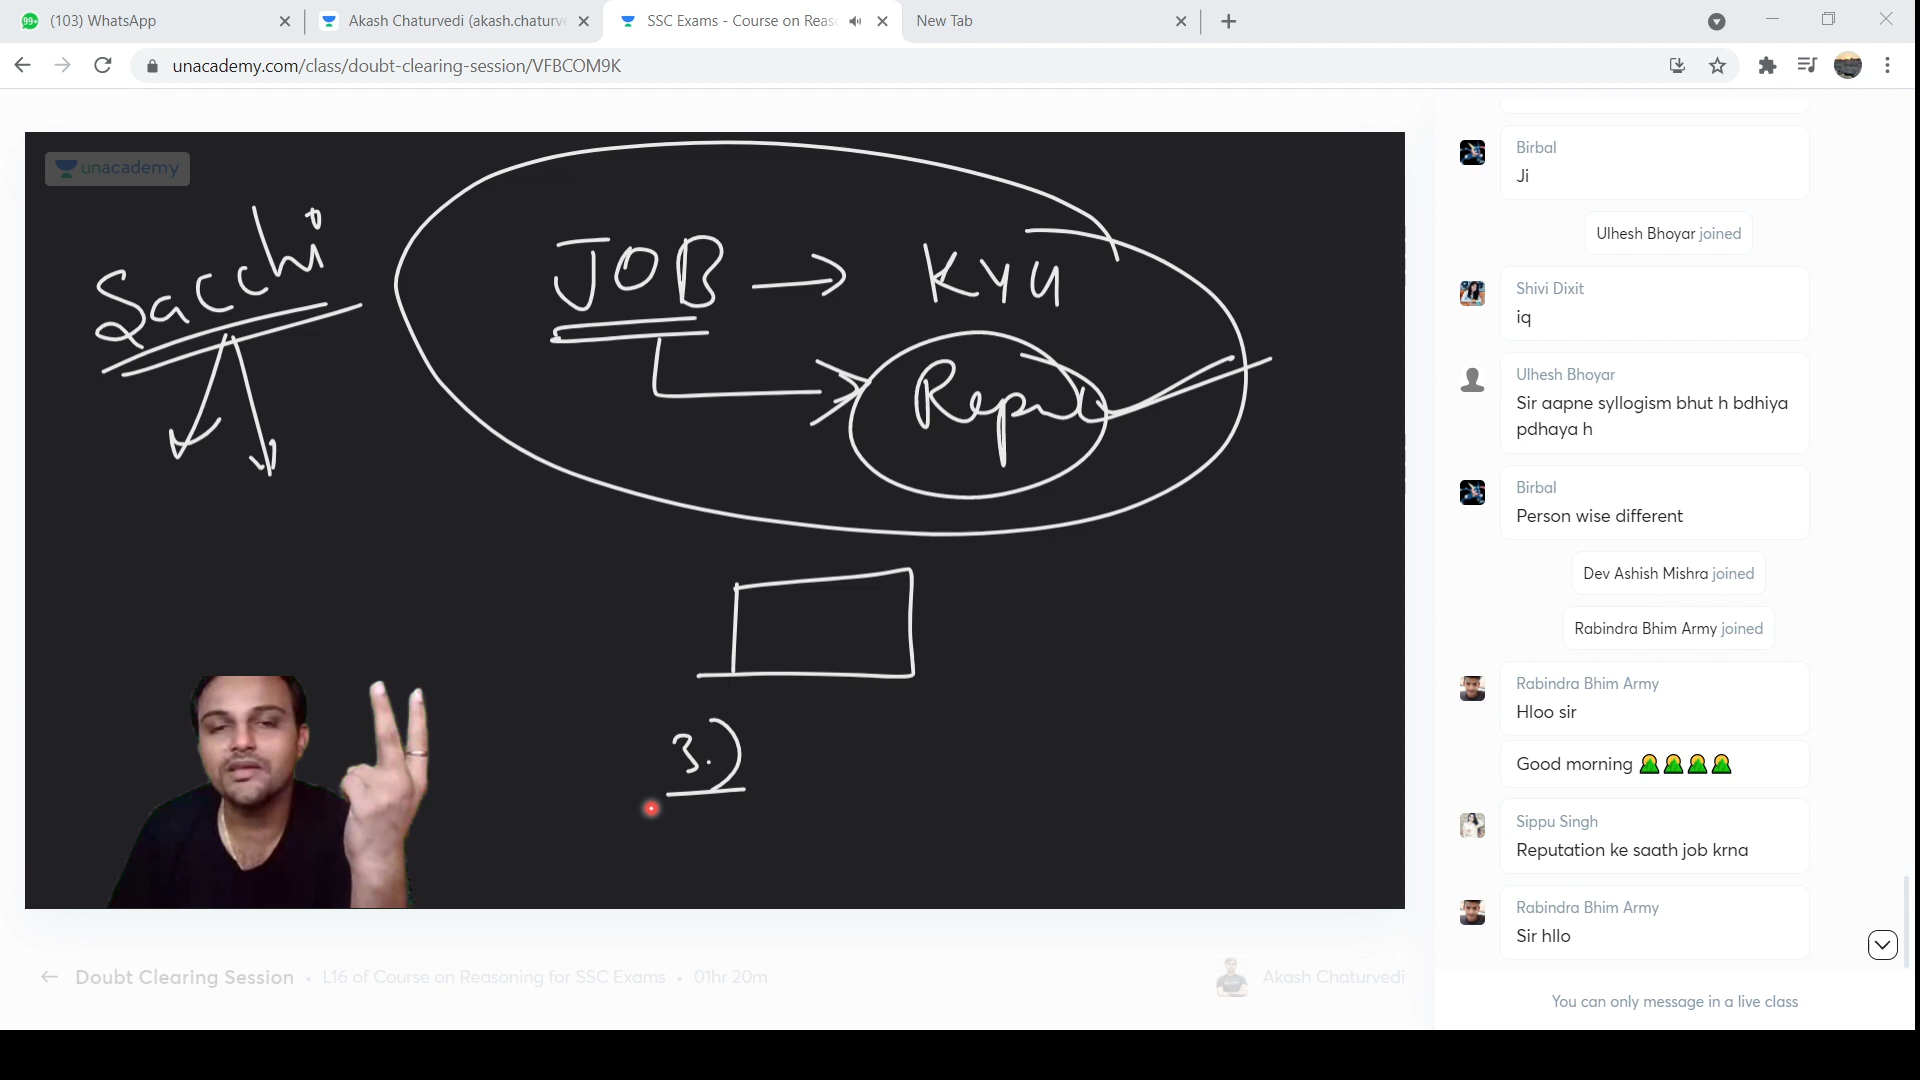 (103) WhatsApp
Akash Chaturvedi (akash.chaturve
SSC Exams - Course on Reas
New Tab
unacademy.com/class/doubt-clearing-session/VFBCOM9K
unacademy
Sacchi
JOB → Kyu
Repu
3.)
Birbal
Ji
Ulhesh Bhoyar joined
Shivi Dixit
iq
Ulhesh Bhoyar
Sir aapne syllogism bhut h bdhiya
pdhaya h
Birbal
Person wise different
Dev Ashish Mishra joined
Rabindra Bhim Army joined
Rabindra Bhim Army
Hloo sir
Good morning
Sippu Singh
Reputation ke saath job krna
Rabindra Bhim Army
Sir hllo
You can only message in a live class
Doubt Clearing Session • L16 of Course on Reasoning for SSC Exams • 01hr 20m
Akash Chaturvedi